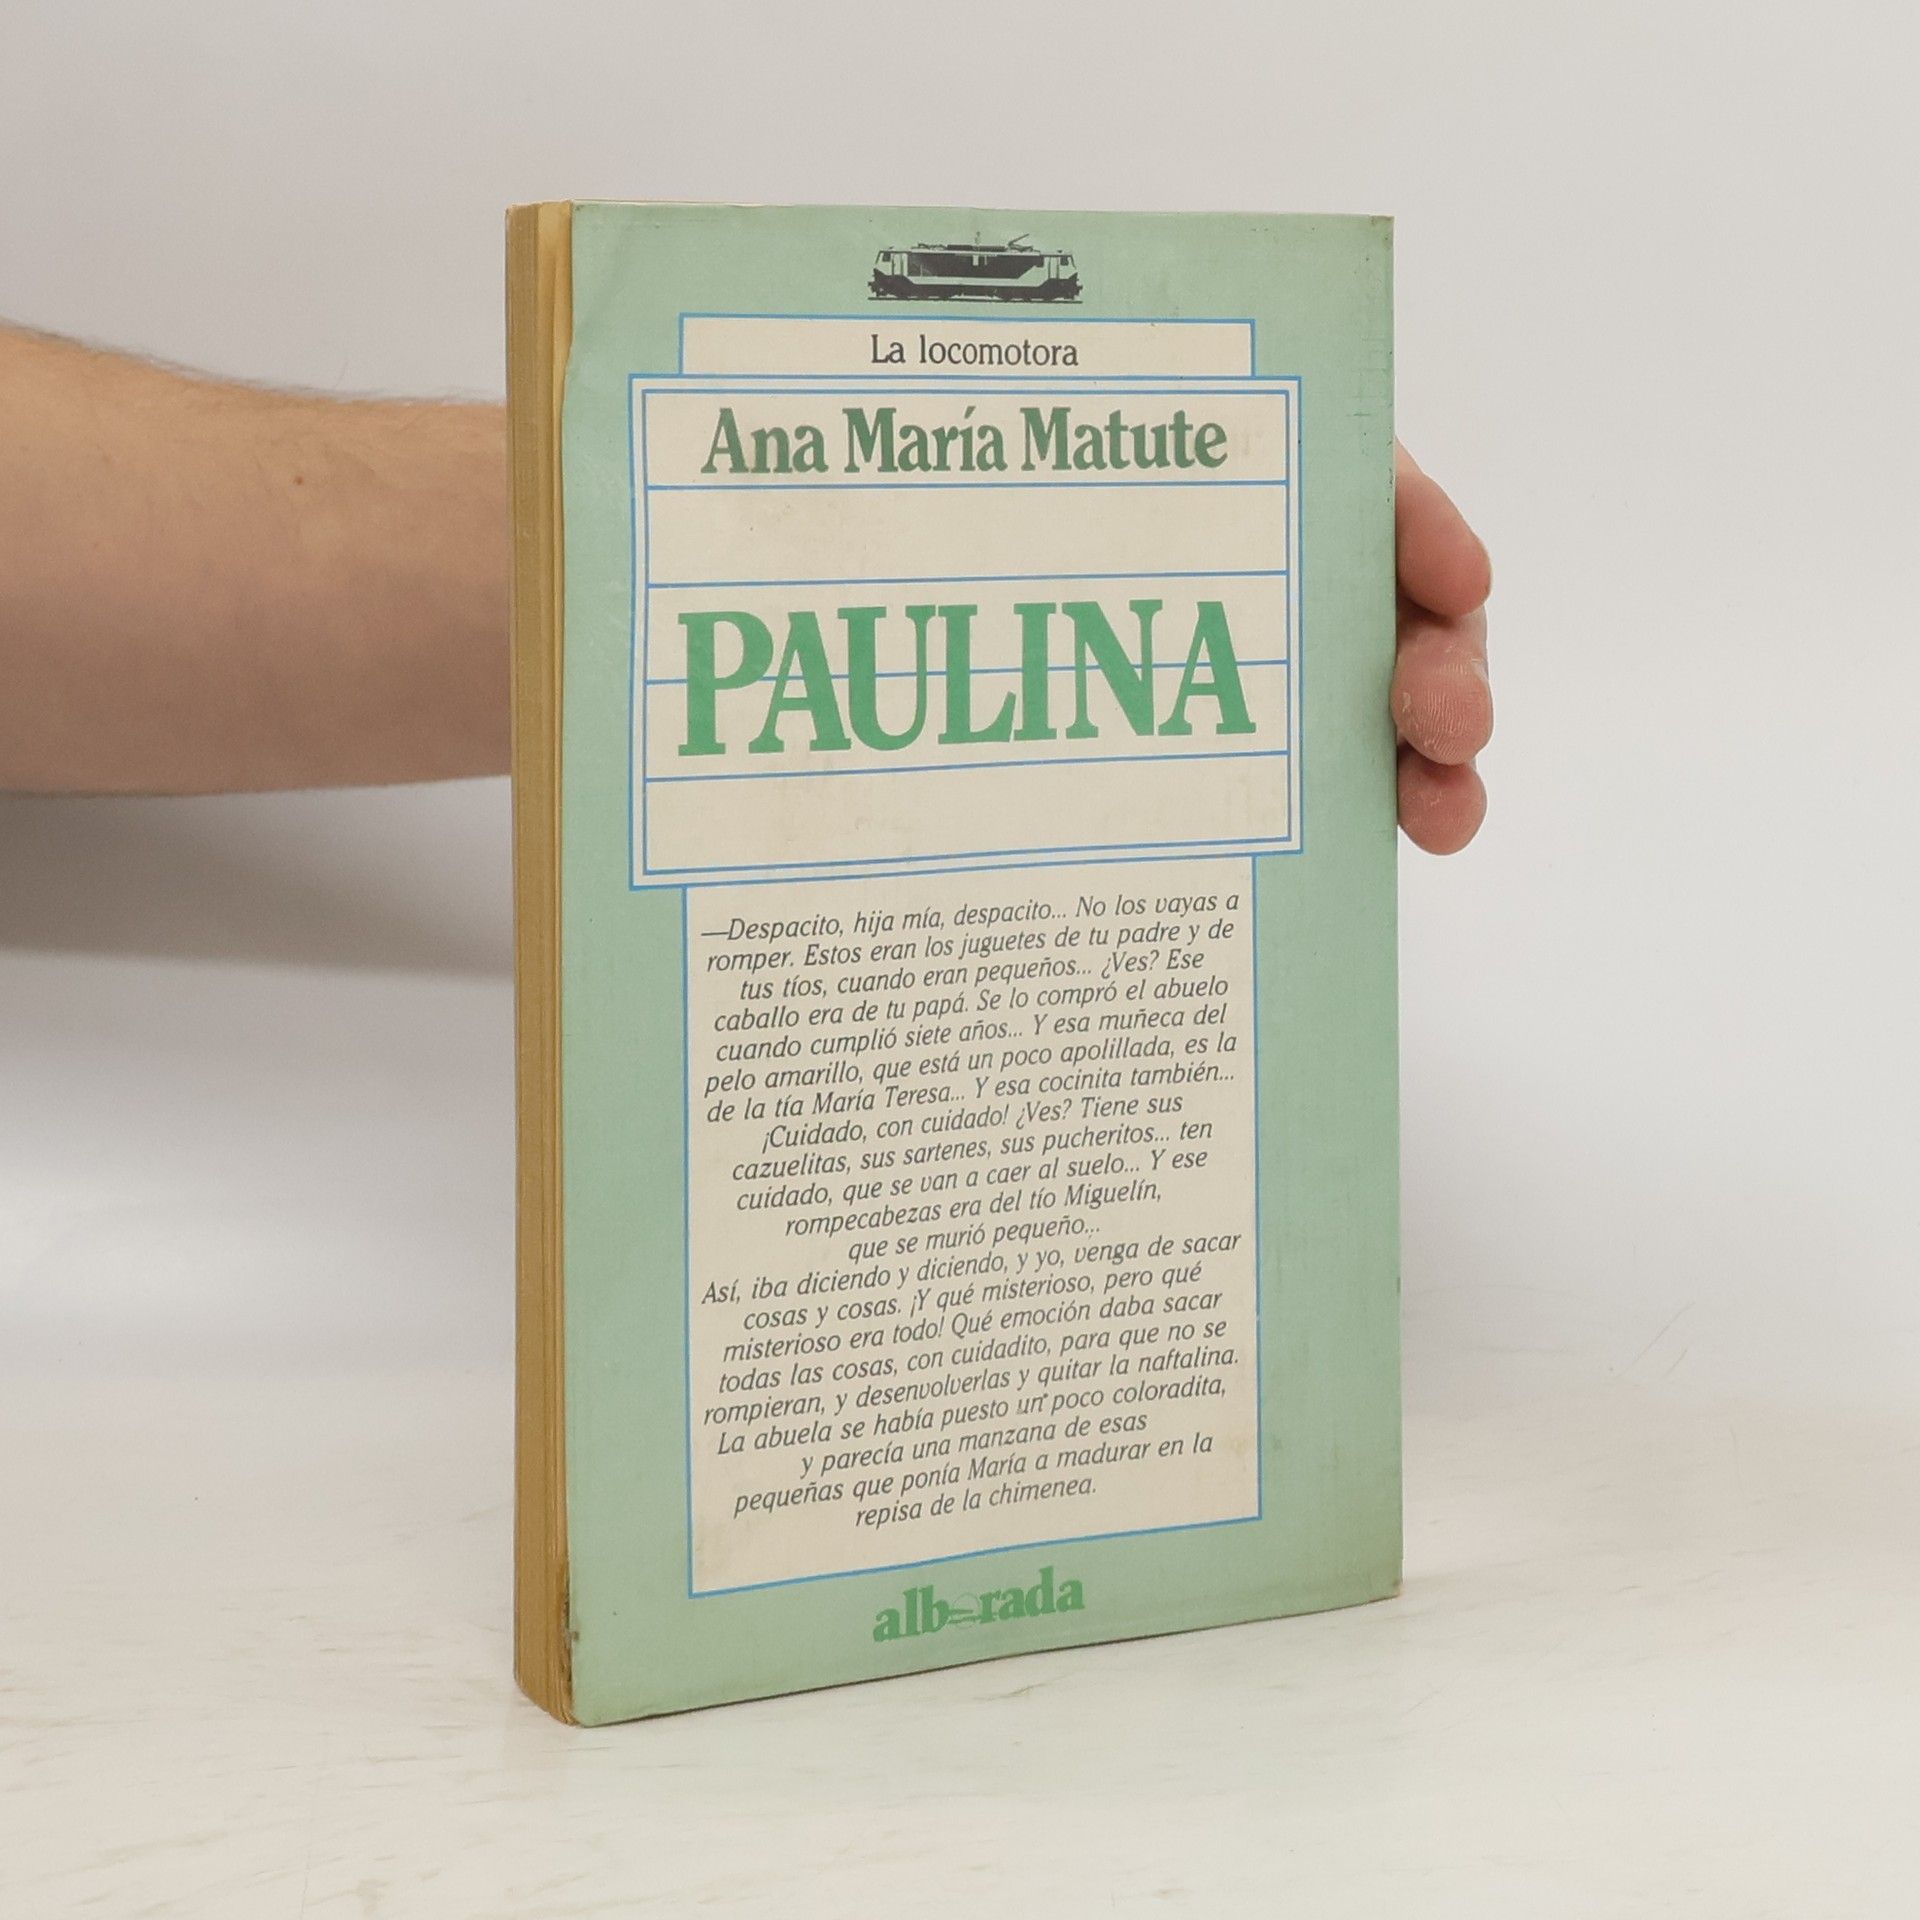 La locomotora
Ana María Matute
PAULINA
—Despacito, hija mía, despacito... No los vayas a
romper. Estos eran los juguetes de tu padre y de
tus tíos, cuando eran pequeños... ¿Ves? Ese
caballo era de tu papá. Se lo compró el abuelo
cuando cumplió siete años... Y esa muñeca del
pelo amarillo, que está un poco apolillada, es la
de la tía María Teresa... Y esa cocinita también...
¡Cuidado, con cuidado! ¿Ves? Tiene sus
cazuelitas, sus sartenes, sus pucheritos... ten
cuidado, que se van a caer al suelo... Y ese
rompecabezas era del tío Miguelín,
que se murió pequeño...
Así, iba diciendo y diciendo, y yo, venga de sacar
cosas y cosas. ¡Y qué misterioso, pero qué
misterioso era todo! Qué emoción daba sacar
todas las cosas, con cuidadito, para que no se
rompieran, y desenvolverlas y quitar la naftalina.
La abuela se había puesto un poco coloradita,
y parecía una manzana de esas
pequeñas que ponía María a madurar en la
repisa de la chimenea.
alborada